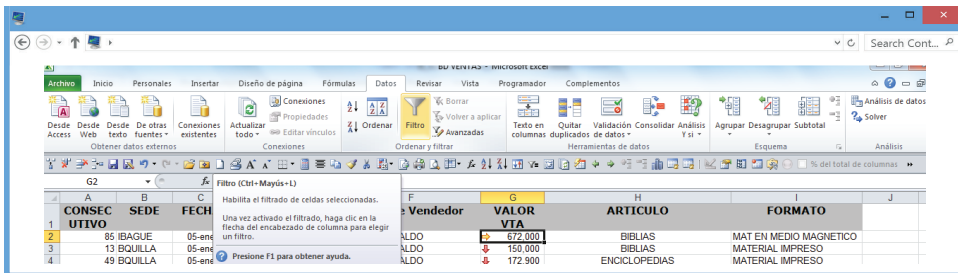 Search Cont...
BD VENTAS - Microsoft Excel
Archivo Inicio Personales Insertar Diseño de página Fórmulas Datos Revisar Vista Programador Complementos
Conexiones Borrar Análisis de datos
Propiedades Volver a aplicar Solver
Desde Access Desde Web Desde texto De otras fuentes Conexiones existentes Actualizar todo Editar vínculos Ordenar Filtro Avanzadas Texto en columnas Quitar duplicados Validación de datos Consolidar Análisis Y si Agrupar Desagrupar Subtotal
Obtener datos externos Conexiones Ordenar y filtrar Herramientas de datos Esquema Análisis
% del total de columnas
G2 fx
Filtro (Ctrl+Mayús+L)
Habilita el filtrado de celdas seleccionadas.
Una vez activado el filtrado, haga clic en la
flecha del encabezado de columna para elegir
un filtro.
Presione F1 para obtener ayuda.
A B C F G H I J
1 CONSEC UTIVO SEDE FECH Vendedor VALOR VTA ARTICULO FORMATO
2 85 IBAGUE 05-ene ALDO 672,000 BIBLIAS MAT EN MEDIO MAGNETICO
3 13 BQUILLA 05-ene ALDO 150,000 BIBLIAS MATERIAL IMPRESO
4 49 BQUILLA 05-ene ALDO 172.900 ENCICLOPEDIAS MATERIAL IMPRESO